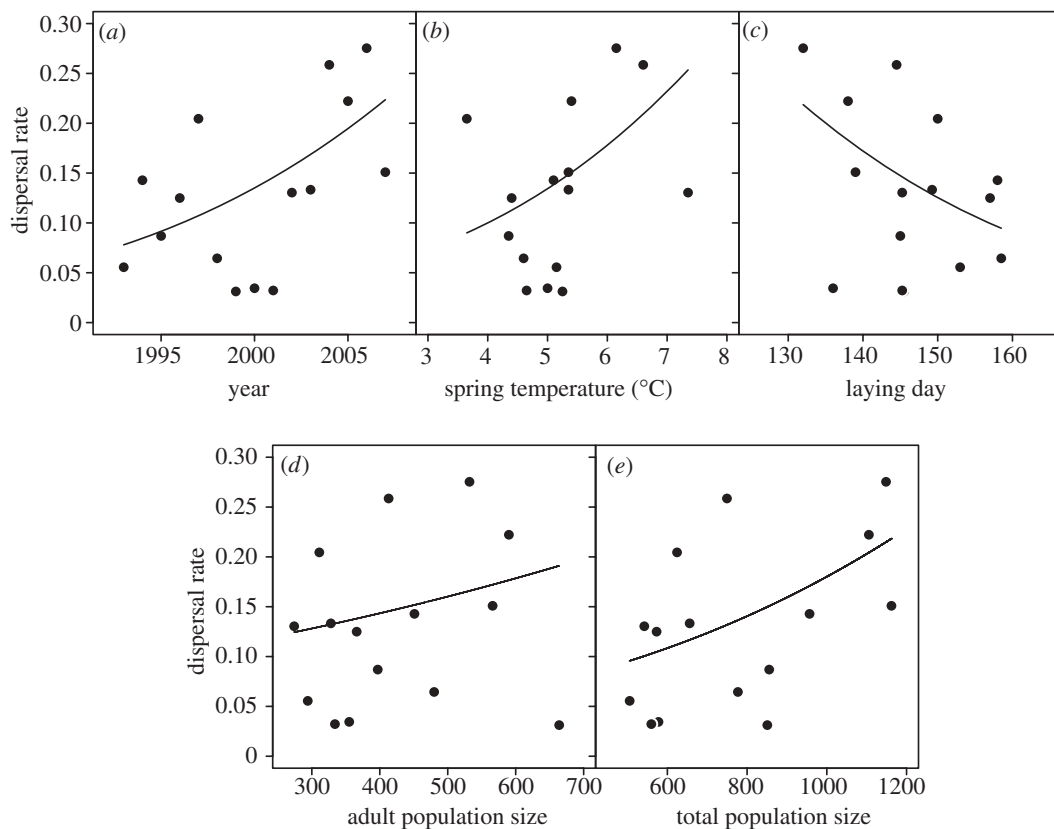 (a) (b) (c)
0.30
0.25
0.20
0.15
0.10
0.05
0
dispersal rate
1995 2000 2005 3 4 5 6 7 8 130 140 150 160
year spring temperature (°C) laying day
(d) (e)
0.30
0.25
0.20
0.15
0.10
0.05
0
dispersal rate
300 400 500 600 700 600 800 1000 1200
adult population size total population size